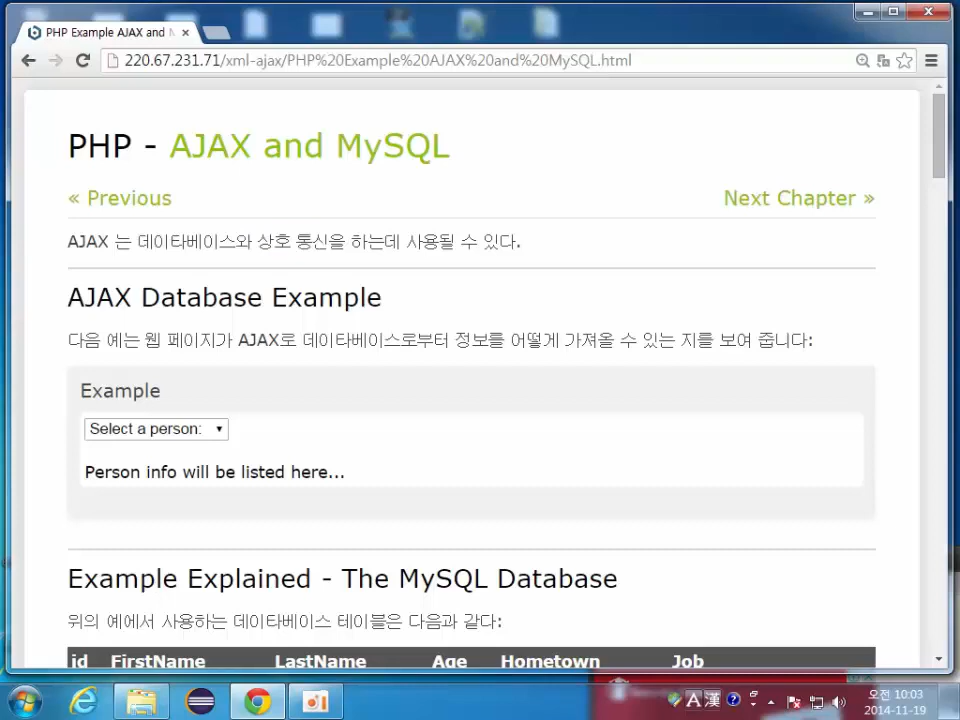 PHP Example AJAX and M
220.67.231.71/xml-ajax/PHP%20Example%20AJAX%20and%20MySQL.html
PHP - AJAX and MySQL
« Previous
Next Chapter »
AJAX 는 데이타베이스와 상호 통신을 하는데 사용될 수 있다.
AJAX Database Example
다음 예는 웹 페이지가 AJAX로 데이타베이스로부터 정보를 어떻게 가져올 수 있는 지를 보여 줍니다:
Example
Select a person:
Person info will be listed here...
Example Explained - The MySQL Database
위의 예에서 사용하는 데이타베이스 테이블은 다음과 같다:
id FirstName LastName Age Hometown Job
A 漢
오전 10:03
2014-11-19